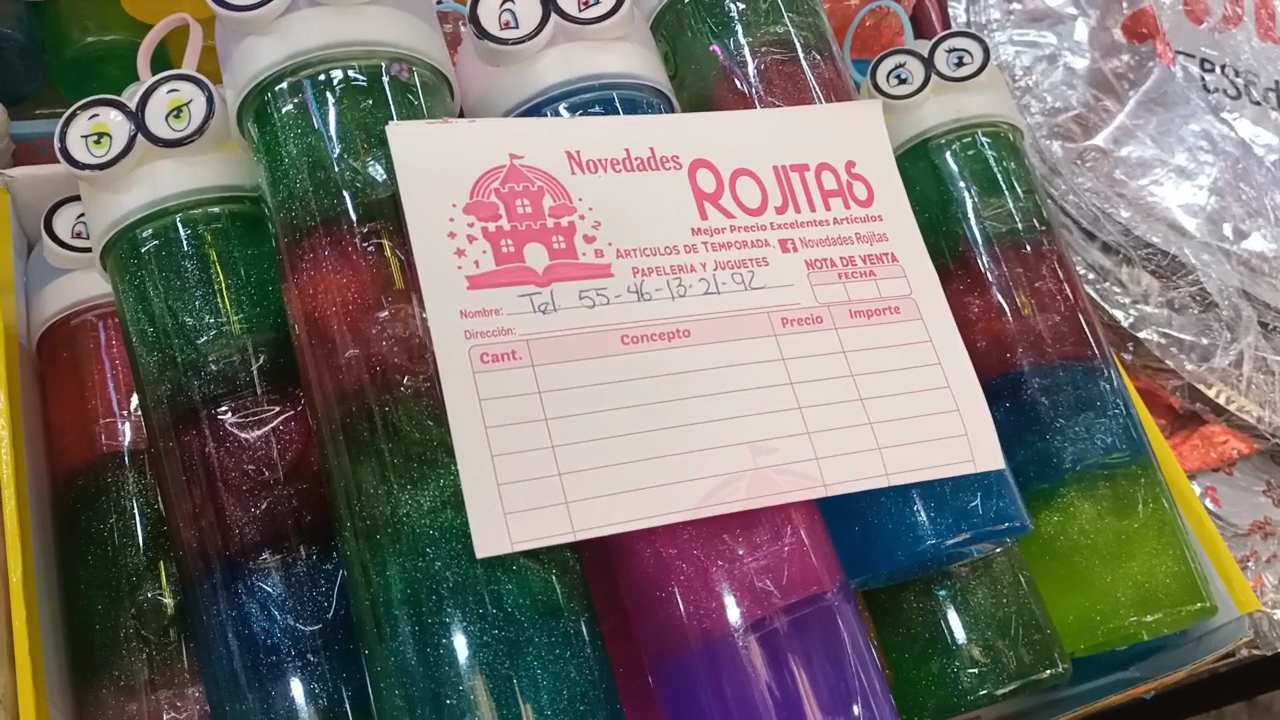 Novedades
ROJITAS
Mejor Precio Excelentes Artículos
ARTÍCULOS DE TEMPORADA,
PAPELERÍA Y JUGUETES
Novedades Rojitas
NOTA DE VENTA
FECHA
Nombre: Tel. 55-46-13-21-92
Dirección:
Cant. Concepto Precio Importe